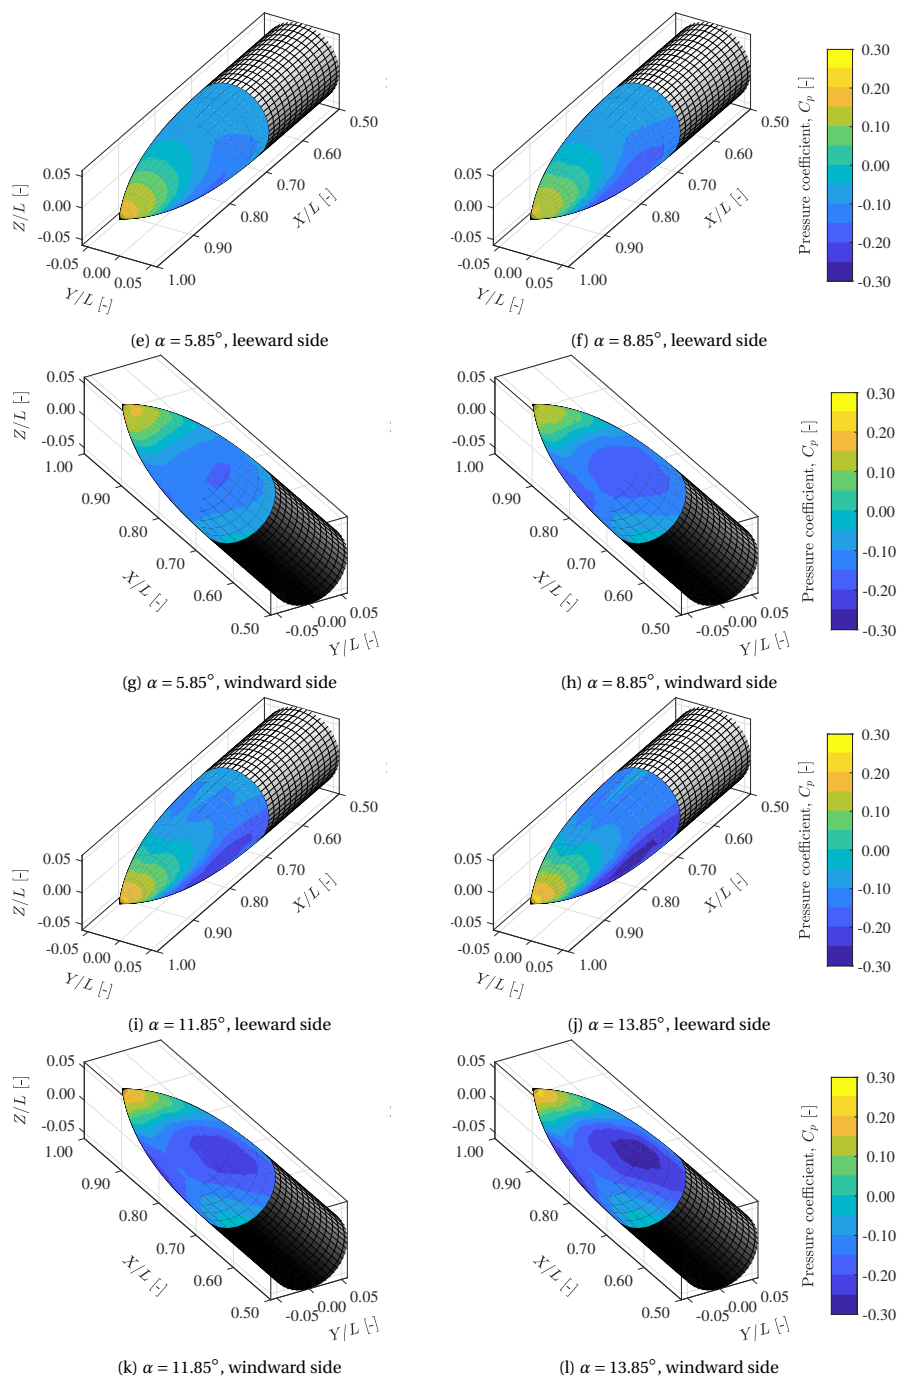 0.05
0.00
-0.05
Z/L [-]
-0.05 0.00 0.05
Y/L [-]
1.00
0.90
0.80
0.70
0.60
0.50
X/L [-]
(e) α = 5.85°, leeward side
-0.05 0.00 0.05
Y/L [-]
1.00
0.90
0.80
0.70
0.60
0.50
X/L [-]
(f) α = 8.85°, leeward side
Pressure coefficient, Cₚ [-]
0.30
0.20
0.10
0.00
-0.10
-0.20
-0.30
0.05
0.00
-0.05
Z/L [-]
1.00
0.90
0.80
0.70
0.60
0.50
X/L [-]
-0.05 0.00 0.05
Y/L [-]
(g) α = 5.85°, windward side
0.05
0.00
-0.05
1.00
0.90
0.80
0.70
0.60
0.50
X/L [-]
-0.05 0.00 0.05
Y/L [-]
(h) α = 8.85°, windward side
Pressure coefficient, Cₚ [-]
0.30
0.20
0.10
0.00
-0.10
-0.20
-0.30
0.05
0.00
-0.05
Z/L [-]
-0.05 0.00 0.05
Y/L [-]
1.00
0.90
0.80
0.70
0.60
0.50
X/L [-]
(i) α = 11.85°, leeward side
0.05
0.00
-0.05
-0.05 0.00 0.05
Y/L [-]
1.00
0.90
0.80
0.70
0.60
0.50
X/L [-]
(j) α = 13.85°, leeward side
Pressure coefficient, Cₚ [-]
0.30
0.20
0.10
0.00
-0.10
-0.20
-0.30
0.05
0.00
-0.05
Z/L [-]
1.00
0.90
0.80
0.70
0.60
0.50
X/L [-]
-0.05 0.00 0.05
Y/L [-]
(k) α = 11.85°, windward side
0.05
0.00
-0.05
1.00
0.90
0.80
0.70
0.60
0.50
X/L [-]
-0.05 0.00 0.05
Y/L [-]
(l) α = 13.85°, windward side
Pressure coefficient, Cₚ [-]
0.30
0.20
0.10
0.00
-0.10
-0.20
-0.30